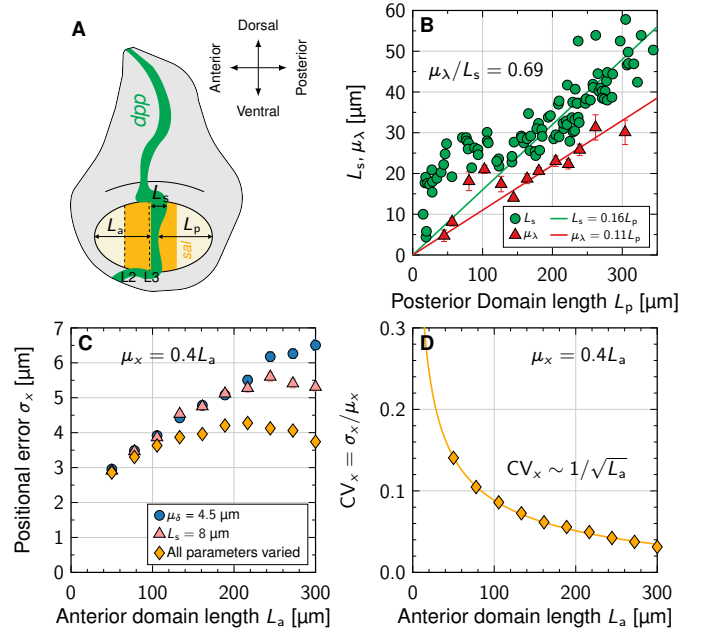 A
Dorsal
Anterior
Posterior
Ventral
dpp
Lₛ
Lₐ
Lₚ
sal
L2 L3
B
60
50
40
30
20
10
0
Lₛ, μ_λ [μm]
μ_λ/Lₛ = 0.69
Lₛ
Lₛ = 0.16Lₚ
μ_λ
μ_λ = 0.11Lₚ
0 100 200 300
Posterior Domain length Lₚ [μm]
C
7
6
5
4
3
2
1
0
Positional error σₓ [μm]
μₓ = 0.4Lₐ
μ_δ = 4.5 μm
Lₛ = 8 μm
All parameters varied
0 100 200 300
Anterior domain length Lₐ [μm]
D
0.3
0.2
0.1
0.0
CVₓ = σₓ/μₓ
μₓ = 0.4Lₐ
CVₓ ∼ 1/√Lₐ
0 100 200 300
Anterior domain length Lₐ [μm]